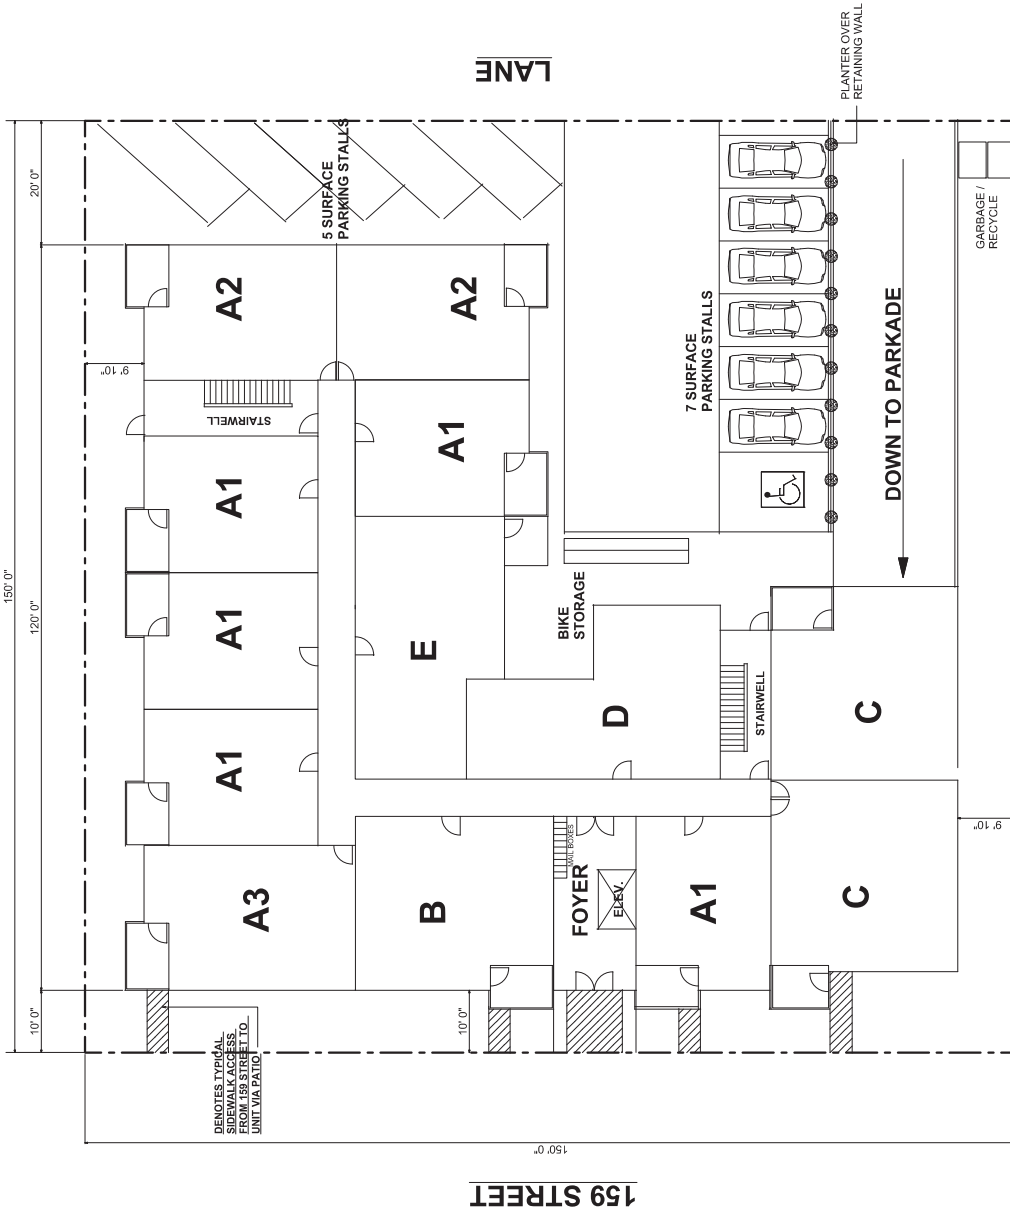 LANE
PLANTER OVER
RETAINING WALL
20' 0"
5 SURFACE
PARKING STALLS
GARBAGE /
RECYCLE
A2
A2
9' 10"
7 SURFACE
PARKING STALLS
DOWN TO PARKADE
STAIRWELL
A1
A1
150' 0"
120' 0"
A1
E
BIKE
STORAGE
D
STAIRWELL
C
A1
A3
B
MAIL BOXES
FOYER
ELEV.
A1
C
9' 10"
10' 0"
10' 0"
DENOTES TYPICAL
SIDEWALK ACCESS
FROM 159 STREET TO
UNIT VIA PATIO
150' 0"
159 STREET